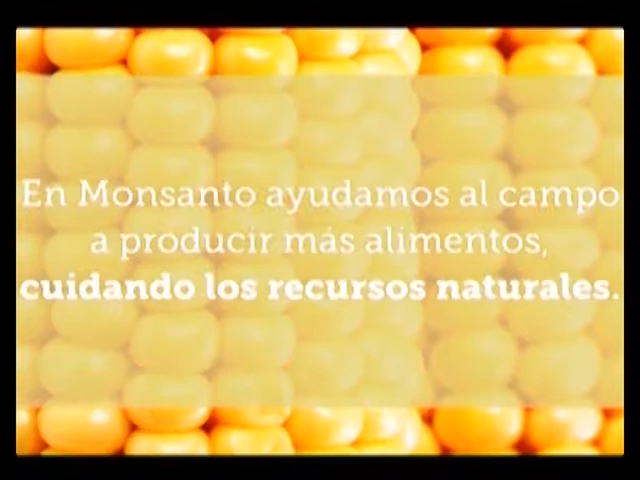 En Monsanto ayudamos al campo
a producir más alimentos,
cuidando los recursos naturales.